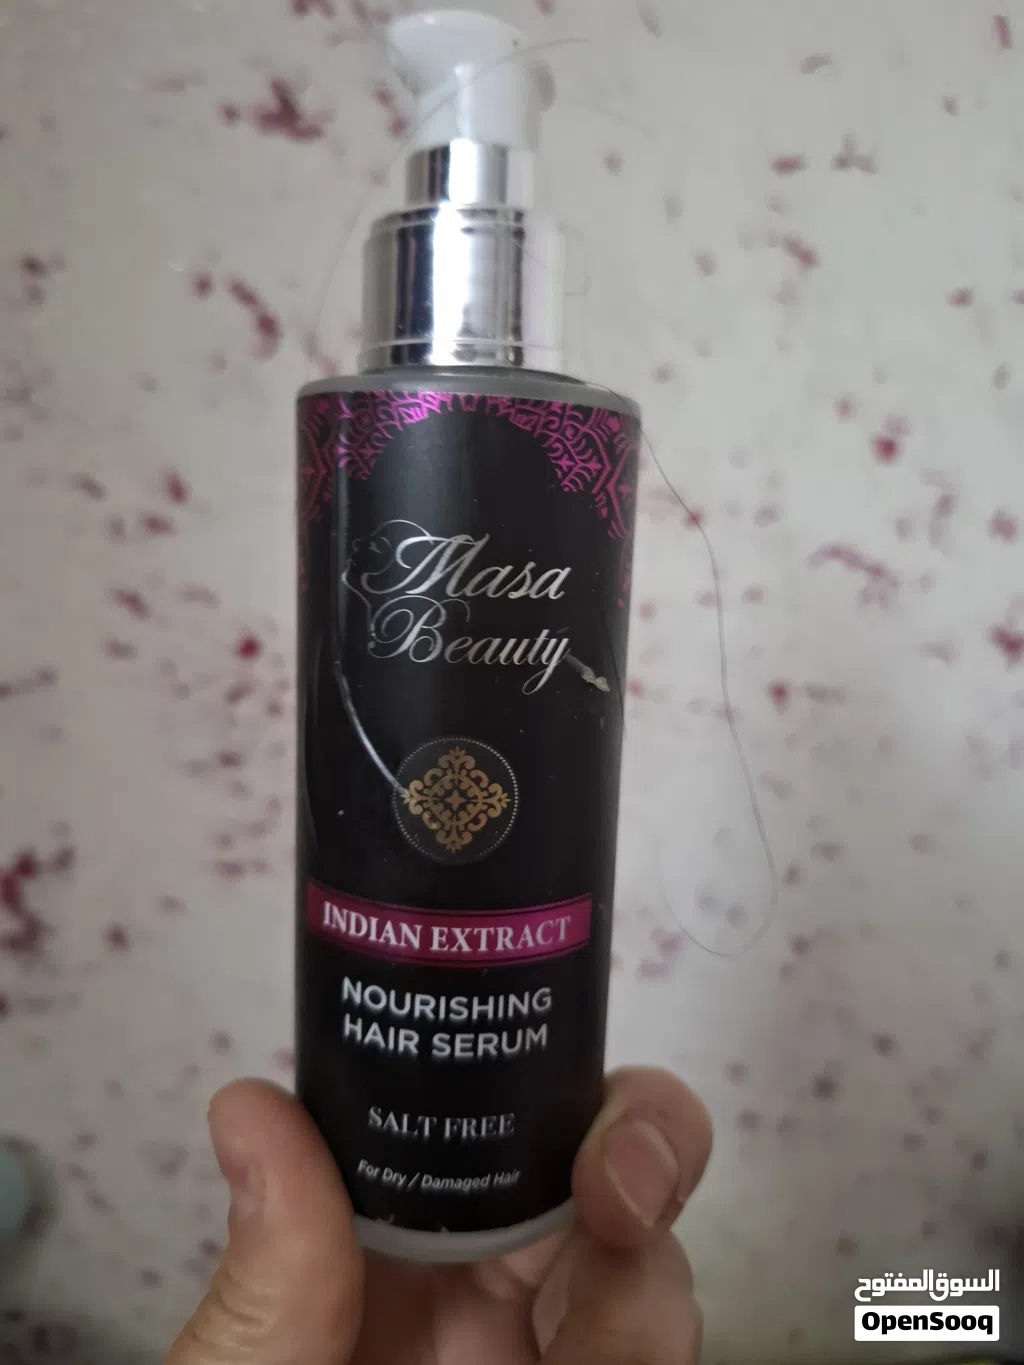 Masa
Beauty
INDIAN EXTRACT
NOURISHING
HAIR SERUM
SALT FREE
For Dry / Damaged Hair
السوق المفتوح
OpenSooq